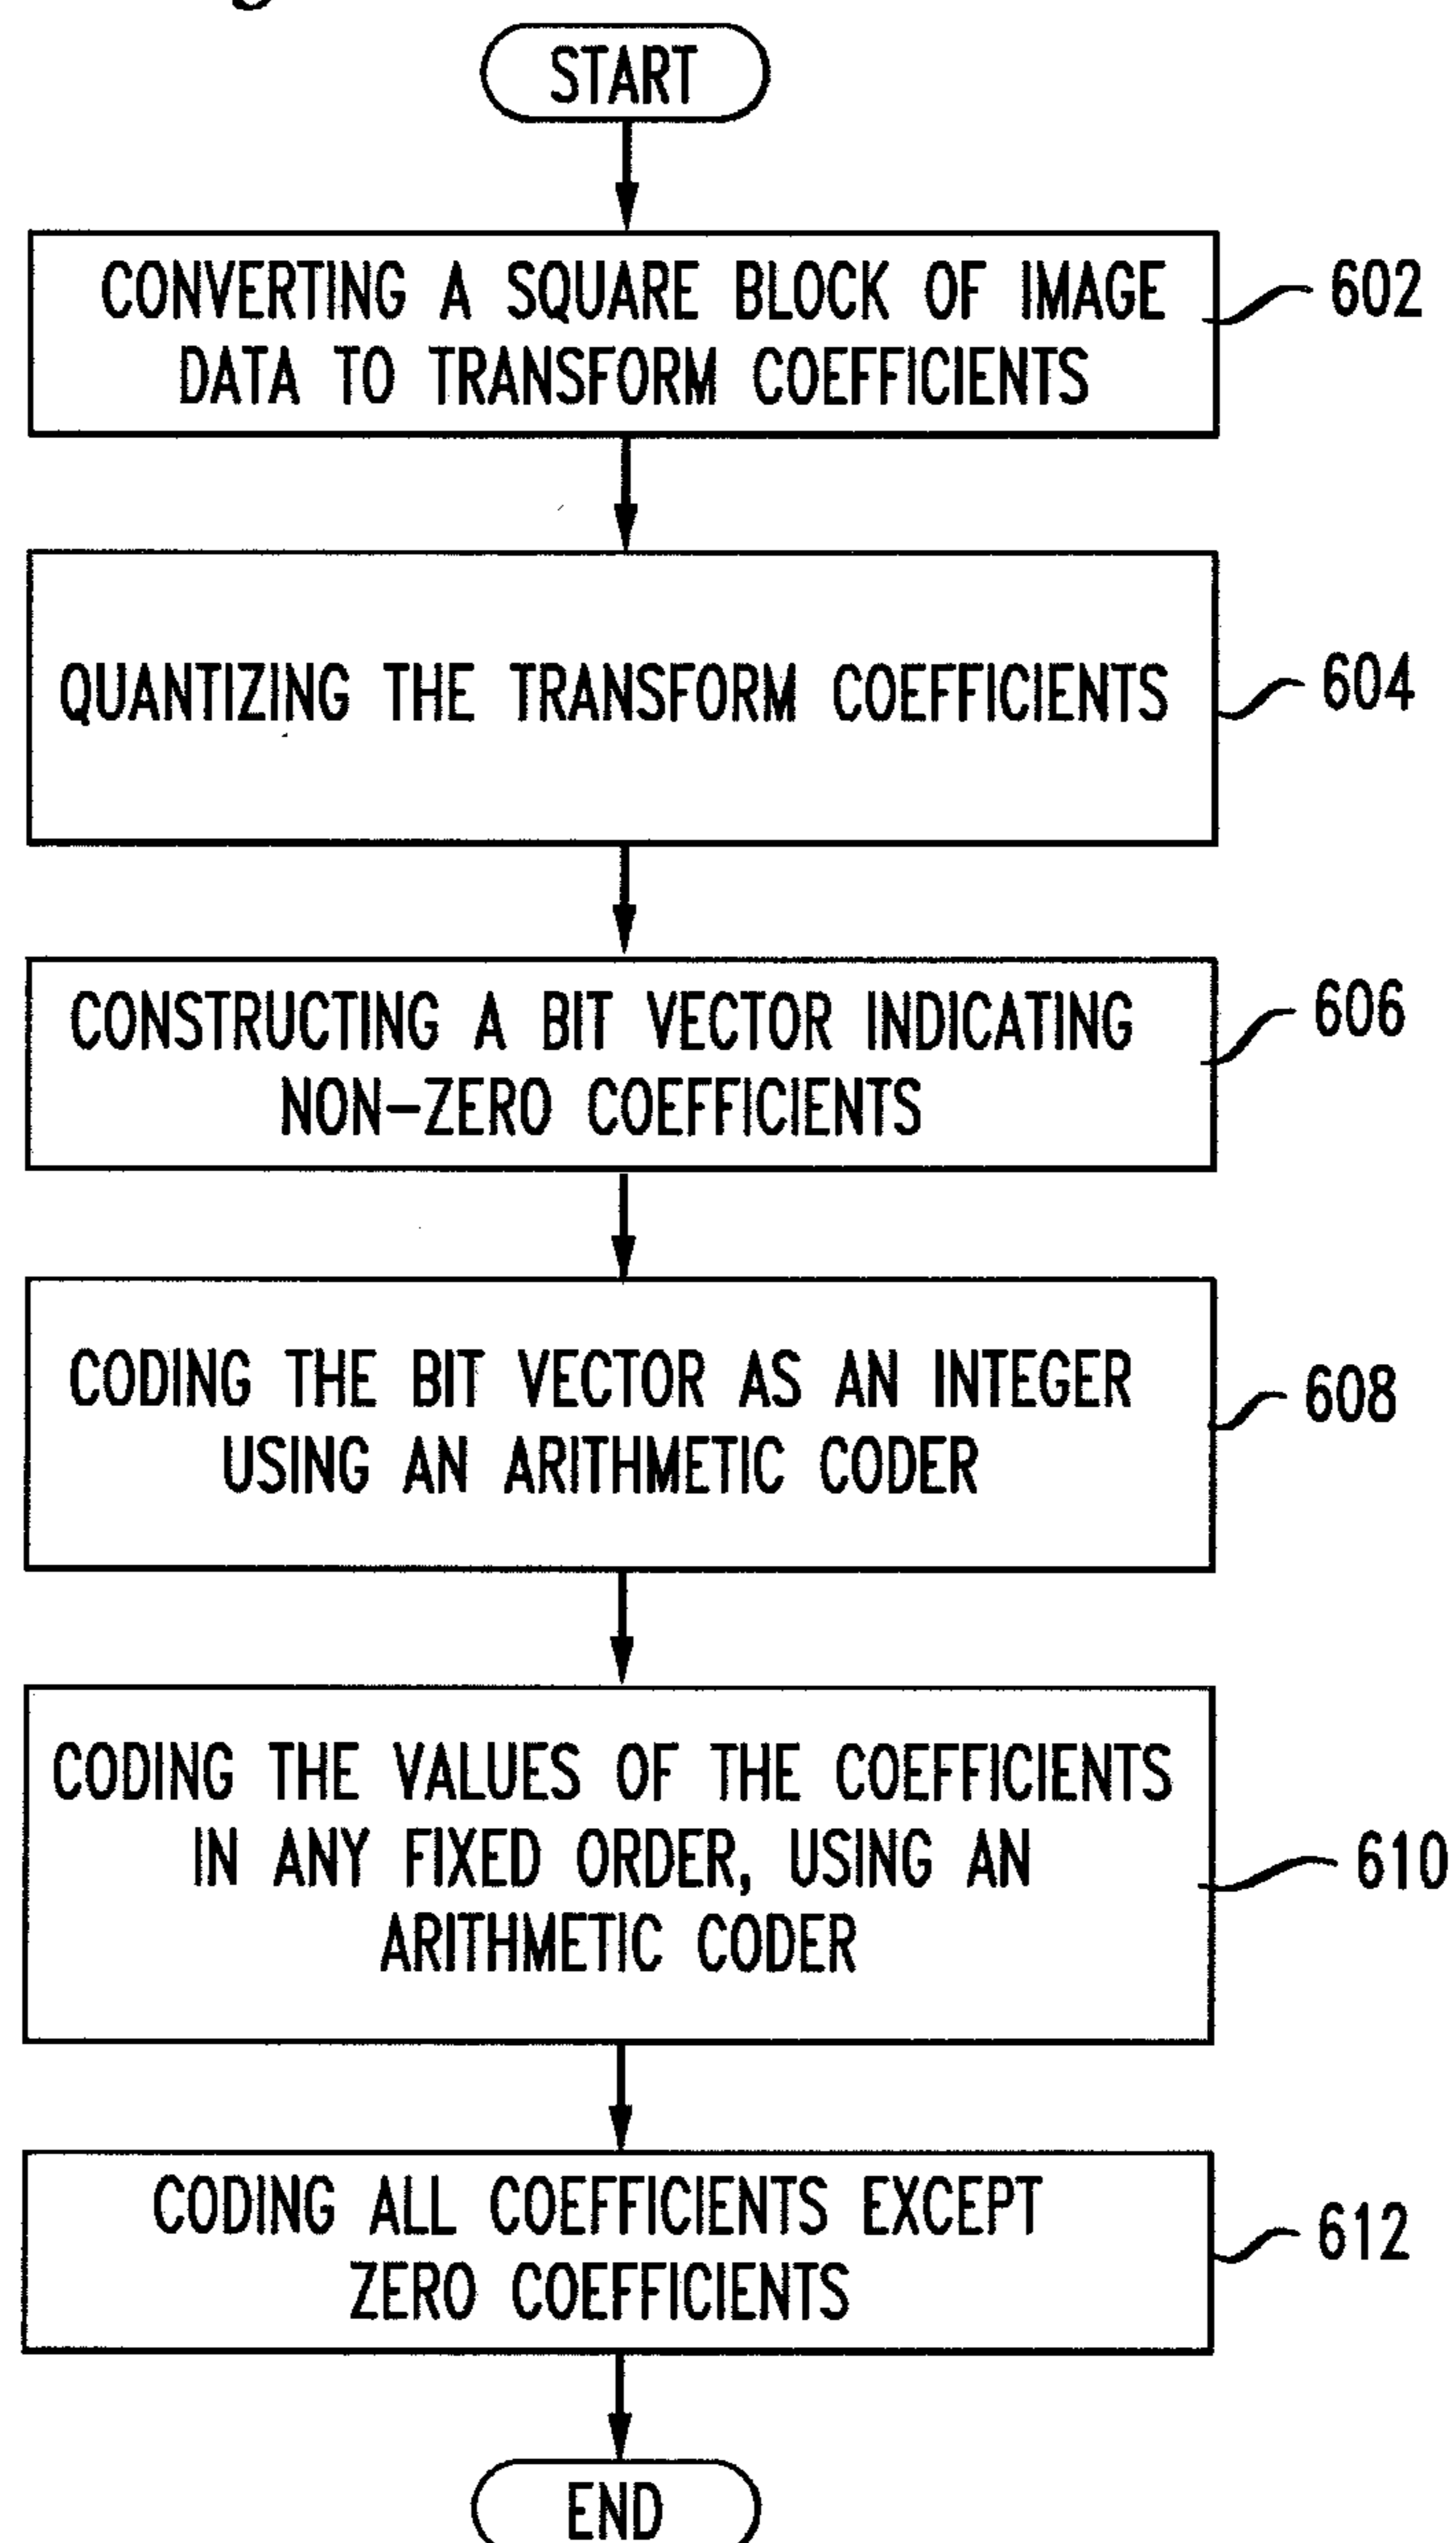 START
CONVERTING A SQUARE BLOCK OF IMAGE
DATA TO TRANSFORM COEFFICIENTS
602
QUANTIZING THE TRANSFORM COEFFICIENTS
604
CONSTRUCTING A BIT VECTOR INDICATING
NON-ZERO COEFFICIENTS
606
CODING THE BIT VECTOR AS AN INTEGER
USING AN ARITHMETIC CODER
608
CODING THE VALUES OF THE COEFFICIENTS
IN ANY FIXED ORDER, USING AN
ARITHMETIC CODER
610
CODING ALL COEFFICIENTS EXCEPT
ZERO COEFFICIENTS
612
END